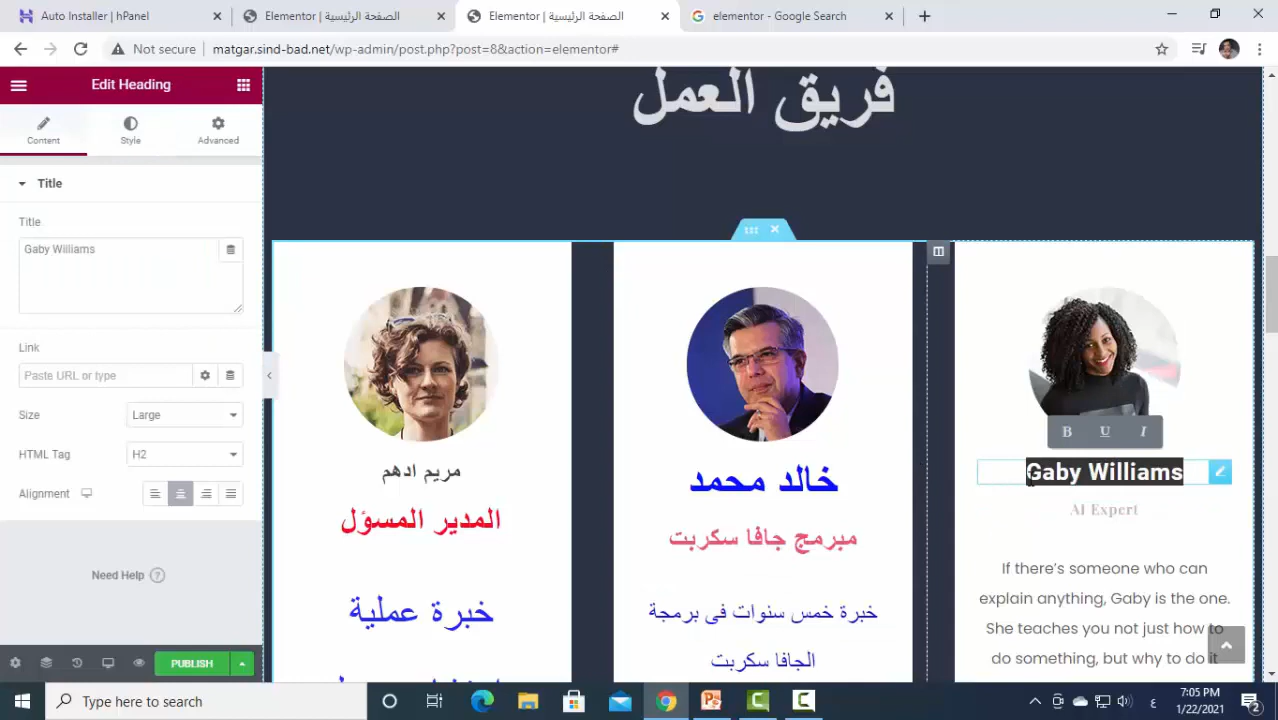 Auto Installer | hPanel
Elementor | الصفحة الرئيسية
Elementor | الصفحة الرئيسية
elementor - Google Search
Not secure
matgar.sind-bad.net/wp-admin/post.php?post=8&action=elementor#
Edit Heading
Content
Style
Advanced
Title
Title
Gaby Williams
Link
Paste URL or type
Size
Large
HTML Tag
H2
Alignment
Need Help
PUBLISH
فريق العمل
مريم ادهم
المدير المسؤل
خبرة عملية
خالد محمد
مبرمج جافا سكربت
خبرة خمس سنوات فى برمجة
الجافا سكربت
B U I
Gaby Williams
AI Expert
If there's someone who can
explain anything, Gaby is the one.
She teaches you not just how to
do something, but why to do it
Type here to search
ع
7:05 PM
1/22/2021
2